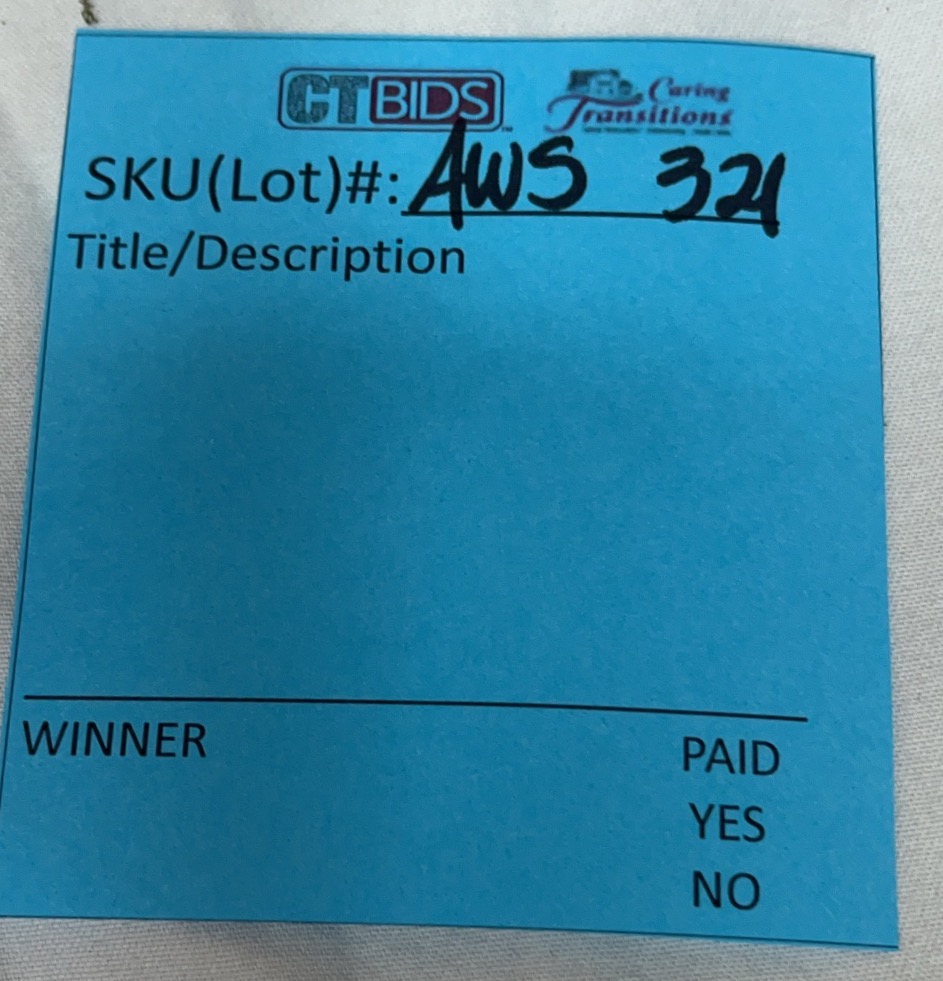 CTBIDS Caring
Transitions
SKU(Lot)#: AWS 321
Title/Description
WINNER PAID
YES
NO